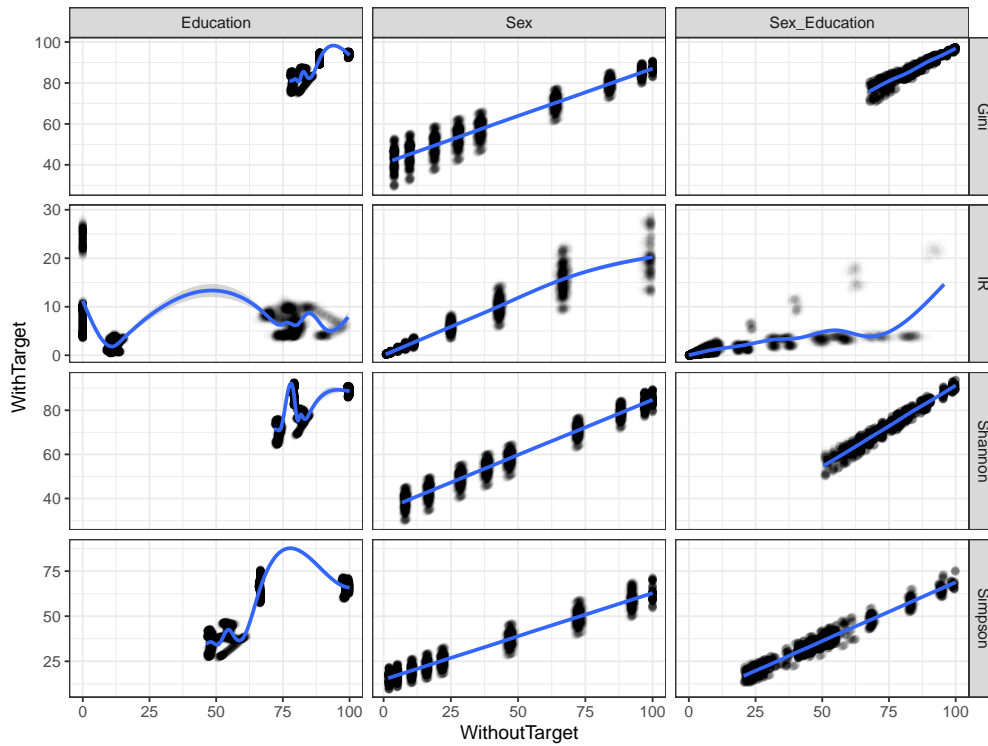 Education Sex Sex_Education
100
80
60
40
Gini
30
20
10
0
IR
80
60
40
Shannon
75
50
25
Simpson
WithTarget
0 25 50 75 100 0 25 50 75 100 0 25 50 75 100
WithoutTarget